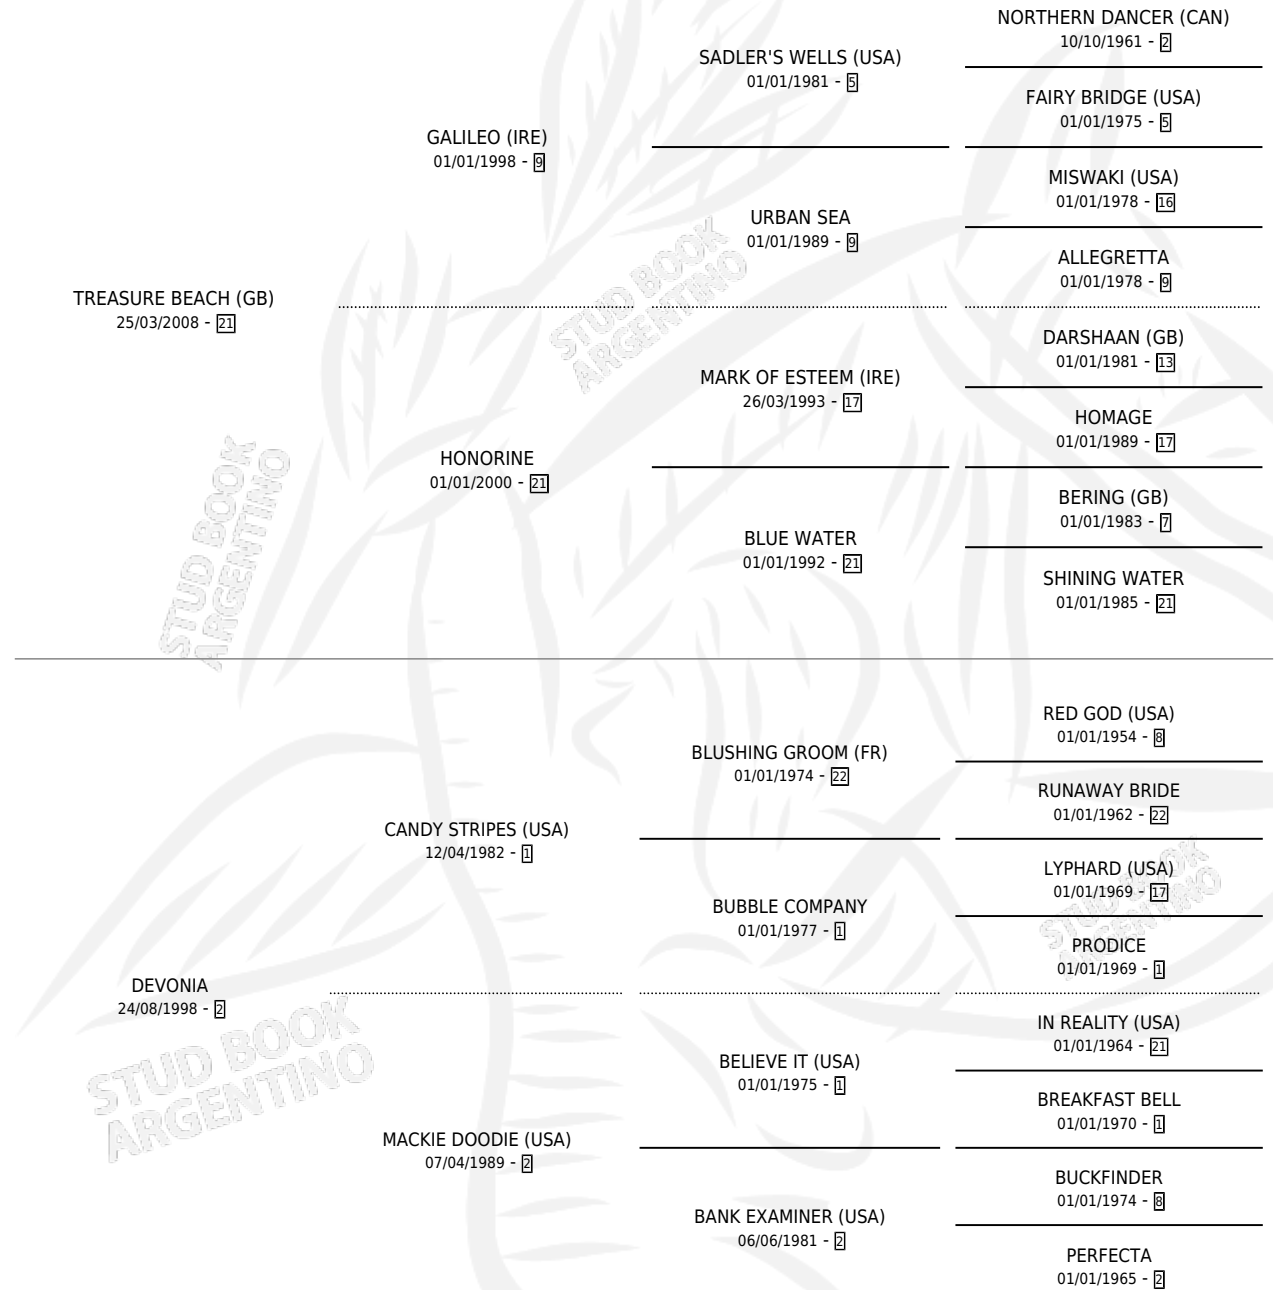 NORTHERN DANCER (CAN)
10/10/1961 - 2
SADLER'S WELLS (USA)
01/01/1981 - 5
FAIRY BRIDGE (USA)
01/01/1975 - 5
GALILEO (IRE)
01/01/1998 - 9
MISWAKI (USA)
01/01/1978 - 16
URBAN SEA
01/01/1989 - 9
ALLEGRETTA
01/01/1978 - 9
TREASURE BEACH (GB)
25/03/2008 - 21
DARSHAAN (GB)
01/01/1981 - 13
MARK OF ESTEEM (IRE)
26/03/1993 - 17
HOMAGE
01/01/1989 - 17
HONORINE
01/01/2000 - 21
BERING (GB)
01/01/1983 - 7
BLUE WATER
01/01/1992 - 21
SHINING WATER
01/01/1985 - 21
STUD BOOK
ARGENTINO
STUD BOOK
ARGENTINO
RED GOD (USA)
01/01/1954 - 8
BLUSHING GROOM (FR)
01/01/1974 - 22
RUNAWAY BRIDE
01/01/1962 - 22
CANDY STRIPES (USA)
12/04/1982 - 1
LYPHARD (USA)
01/01/1969 - 17
BUBBLE COMPANY
01/01/1977 - 1
PRODICE
01/01/1969 - 1
DEVONIA
24/08/1998 - 2
IN REALITY (USA)
01/01/1964 - 21
BELIEVE IT (USA)
01/01/1975 - 1
BREAKFAST BELL
01/01/1970 - 1
MACKIE DOODIE (USA)
07/04/1989 - 2
BUCKFINDER
01/01/1974 - 8
BANK EXAMINER (USA)
06/06/1981 - 2
PERFECTA
01/01/1965 - 2
STUD BOOK
ARGENTINO
STUD BOOK
ARGENTINO